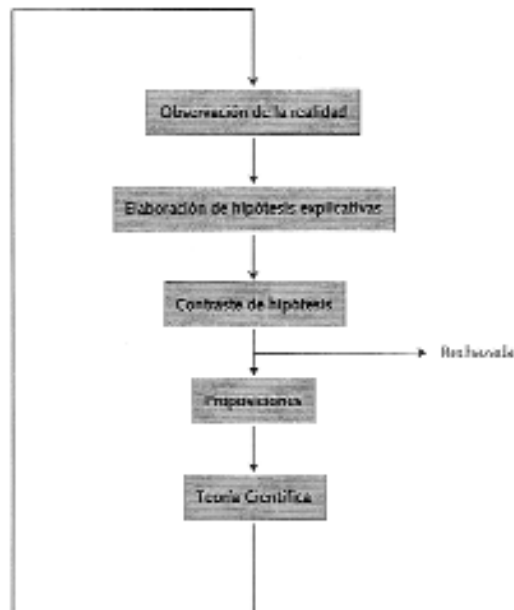 Observación de la realidad
Elaboración de hipótesis explicativas
Contraste de hipótesis
Proposiciones
Teoría Científica